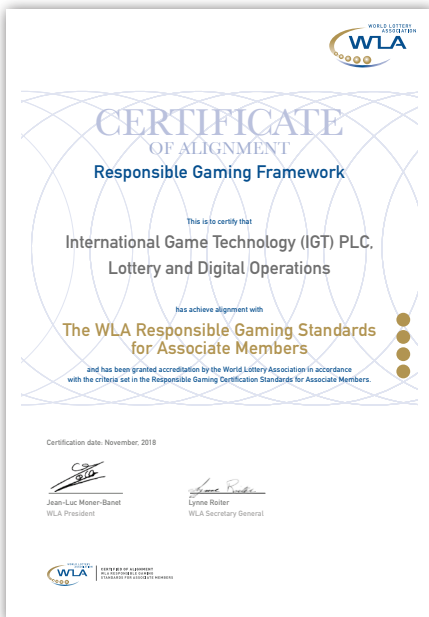 WORLD LOTTERY
ASSOCIATION
WLA
CERTIFICATE
OF ALIGNMENT
Responsible Gaming Framework
This is to certify that
International Game Technology (IGT) PLC,
Lottery and Digital Operations
has achieve alignment with
The WLA Responsible Gaming Standards
for Associate Members
and has been granted accreditation by the World Lottery Association in accordance
with the criteria set in the Responsible Gaming Certification Standards for Associate Members.
Certification date: November, 2018
Jean-Luc Moner-Banet
WLA President
Lynne Roiter
WLA Secretary General
WORLD LOTTERY
ASSOCIATION
WLA
CERTIFIED OF ALIGNMENT
WLA RESPONSIBLE GAMING
STANDARDS FOR ASSOCIATE MEMBERS